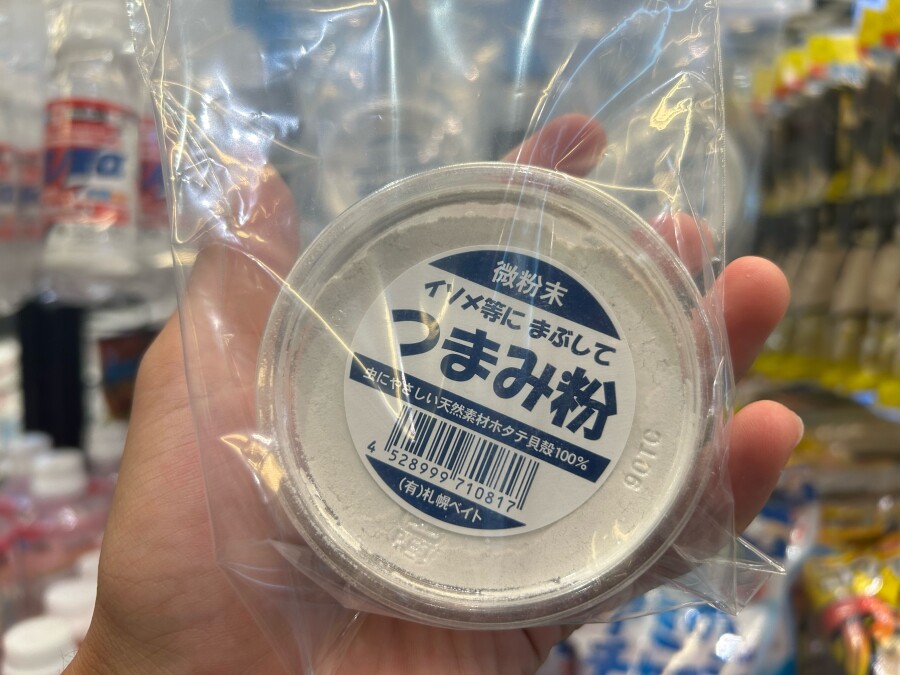 微粉末
イソメ等に まぶして
つまみ粉
虫にやさしい天然素材ホタテ貝殻100%
4 528999 710817
(有)札幌ベイト